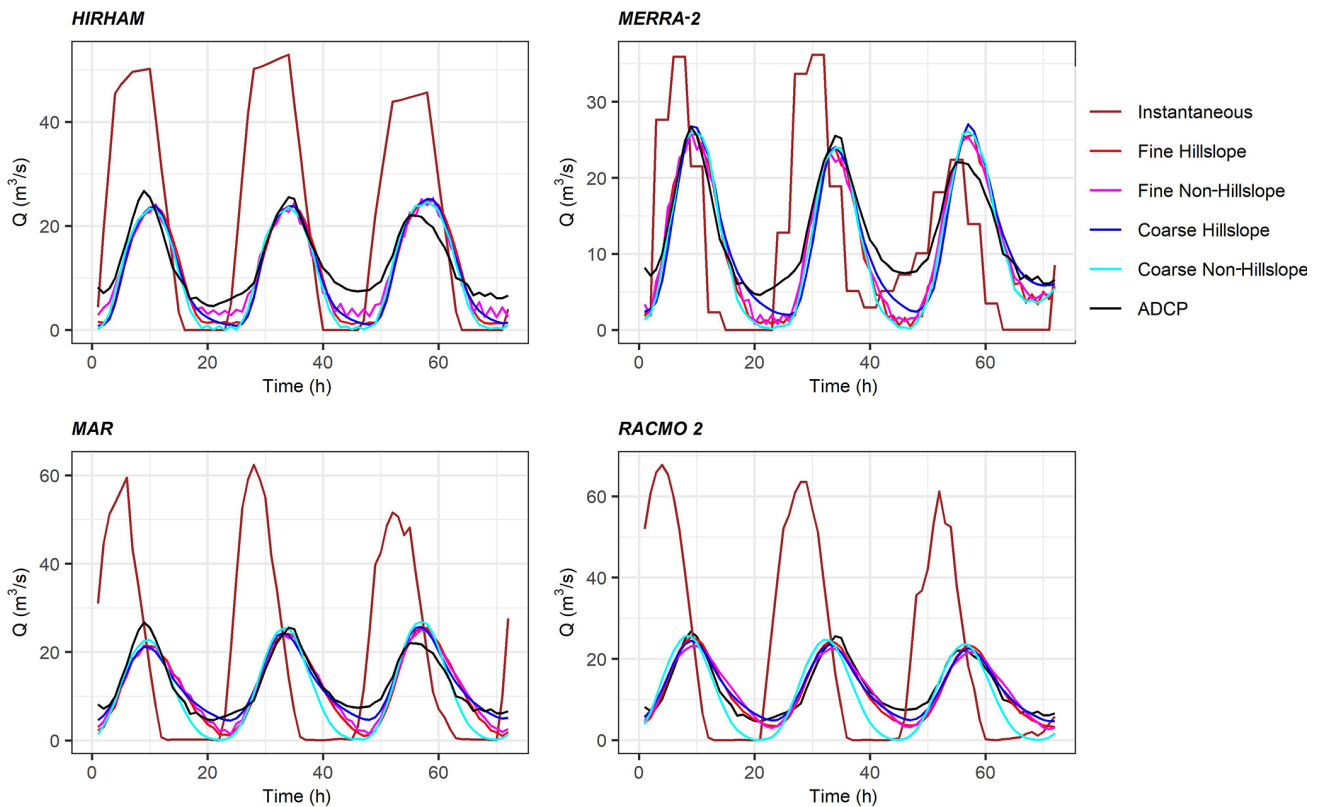 HIRHAM
MERRA-2
Q (m³/s)
40
20
0
0
20
40
60
Time (h)
Q (m³/s)
30
20
10
0
0
20
40
60
Time (h)
Instantaneous
Fine Hillslope
Fine Non-Hillslope
Coarse Hillslope
Coarse Non-Hillslope
ADCP
MAR
RACMO 2
Q (m³/s)
60
40
20
0
0
20
40
60
Time (h)
Q (m³/s)
60
40
20
0
0
20
40
60
Time (h)